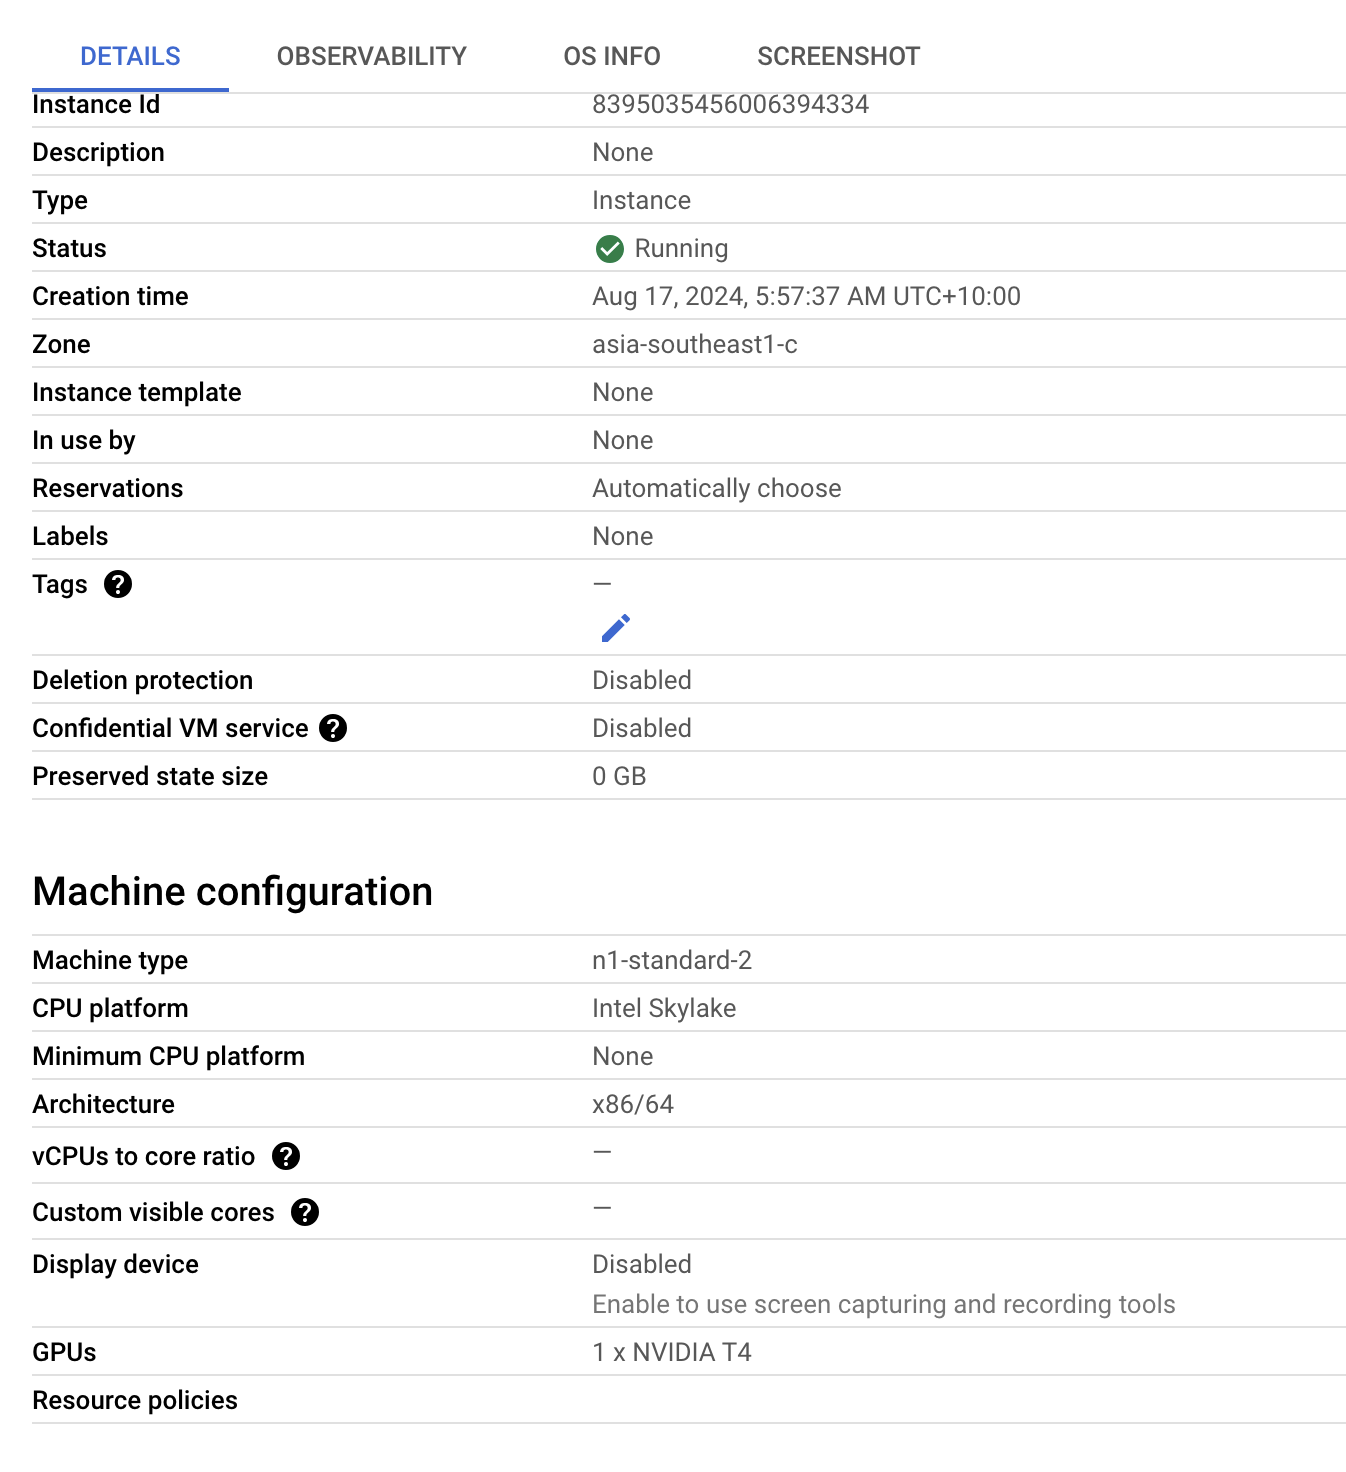 DETAILS OBSERVABILITY OS INFO SCREENSHOT
Instance Id 8395035456006394334
Description None
Type Instance
Status Running
Creation time Aug 17, 2024, 5:57:37 AM UTC+10:00
Zone asia-southeast1-c
Instance template None
In use by None
Reservations Automatically choose
Labels None
Tags ? —
Deletion protection Disabled
Confidential VM service ? Disabled
Preserved state size 0 GB
Machine configuration
Machine type n1-standard-2
CPU platform Intel Skylake
Minimum CPU platform None
Architecture x86/64
vCPUs to core ratio ? —
Custom visible cores ? —
Display device Disabled
Enable to use screen capturing and recording tools
GPUs 1 x NVIDIA T4
Resource policies